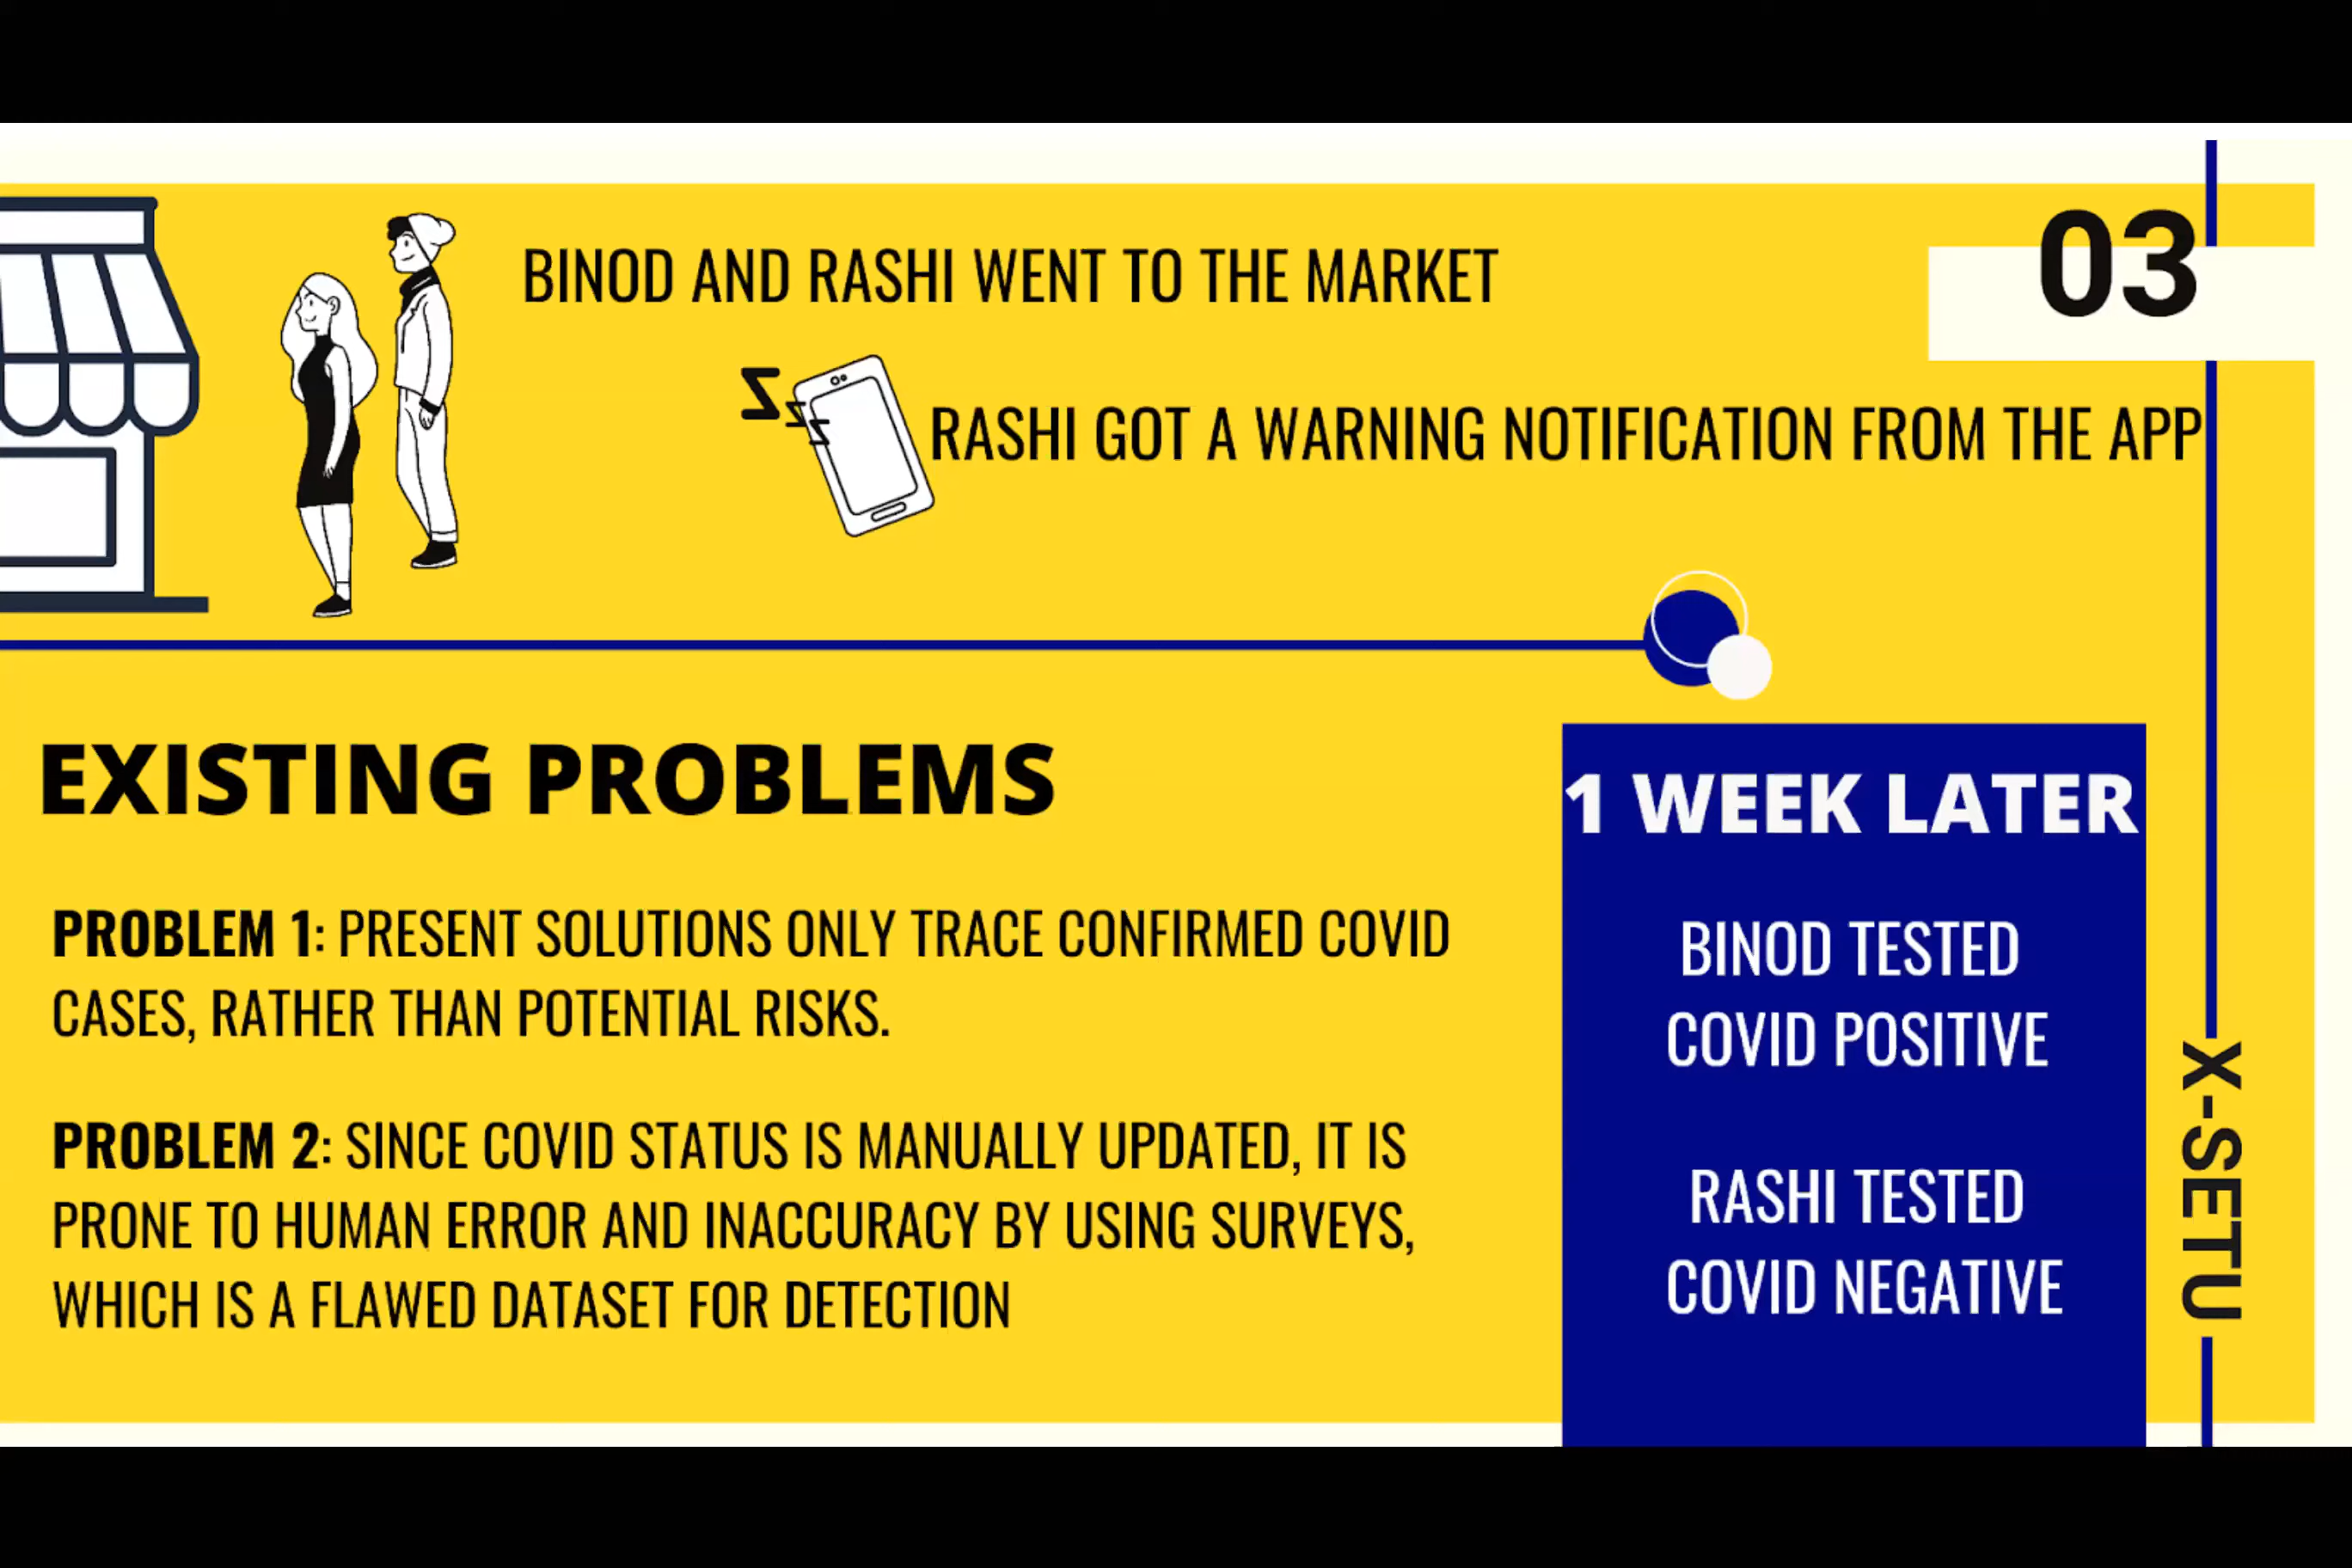 BINOD AND RASHI WENT TO THE MARKET
03
Z
Z
Z
RASHI GOT A WARNING NOTIFICATION FROM THE APP
EXISTING PROBLEMS
PROBLEM 1: PRESENT SOLUTIONS ONLY TRACE CONFIRMED COVID
CASES, RATHER THAN POTENTIAL RISKS.
PROBLEM 2: SINCE COVID STATUS IS MANUALLY UPDATED, IT IS
PRONE TO HUMAN ERROR AND INACCURACY BY USING SURVEYS,
WHICH IS A FLAWED DATASET FOR DETECTION
1 WEEK LATER
BINOD TESTED
COVID POSITIVE
RASHI TESTED
COVID NEGATIVE
X-SETU